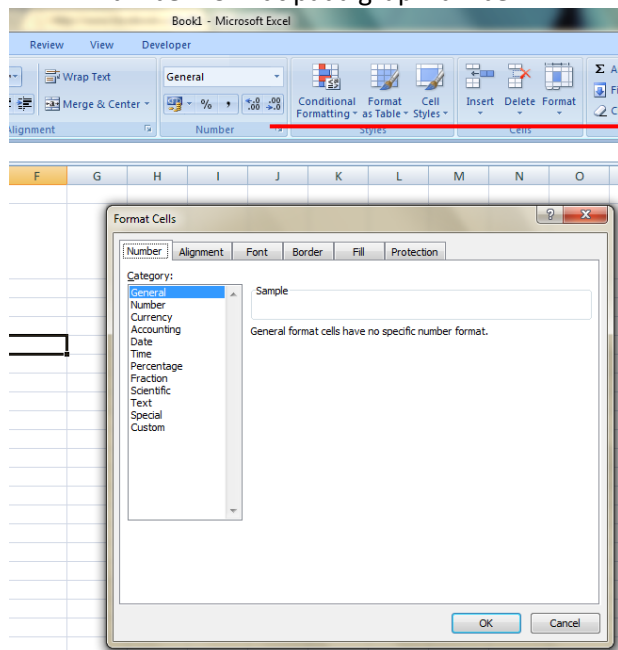 Book1 - Microsoft Excel
Review View Developer
Wrap Text General Σ A
Merge & Center % , .0 .00 .00 .0 Conditional Formatting Format as Table Cell Styles Insert Delete Format
Alignment Number Styles Cells
F G H I J K L M N O
Format Cells
Number Alignment Font Border Fill Protection
Category:
General
Number
Currency
Accounting
Date
Time
Percentage
Fraction
Scientific
Text
Special
Custom
Sample
General format cells have no specific number format.
OK Cancel